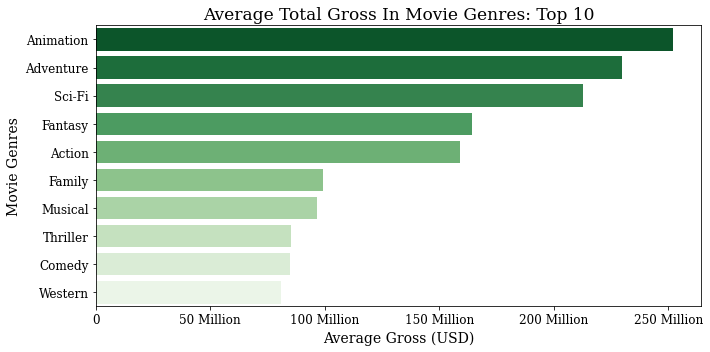 Average Total Gross In Movie Genres: Top 10
Movie Genres
Animation
Adventure
Sci-Fi
Fantasy
Action
Family
Musical
Thriller
Comedy
Western
0 50 Million 100 Million 150 Million 200 Million 250 Million
Average Gross (USD)